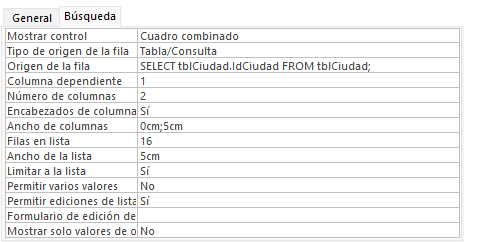 General Búsqueda
Mostrar control Cuadro combinado
Tipo de origen de la fila Tabla/Consulta
Origen de la fila SELECT tblCiudad.IdCiudad FROM tblCiudad;
Columna dependiente 1
Número de columnas 2
Encabezados de columna Sí
Ancho de columnas 0cm;5cm
Filas en lista 16
Ancho de la lista 5cm
Limitar a la lista Sí
Permitir varios valores No
Permitir ediciones de lista Sí
Formulario de edición de
Mostrar solo valores de o No